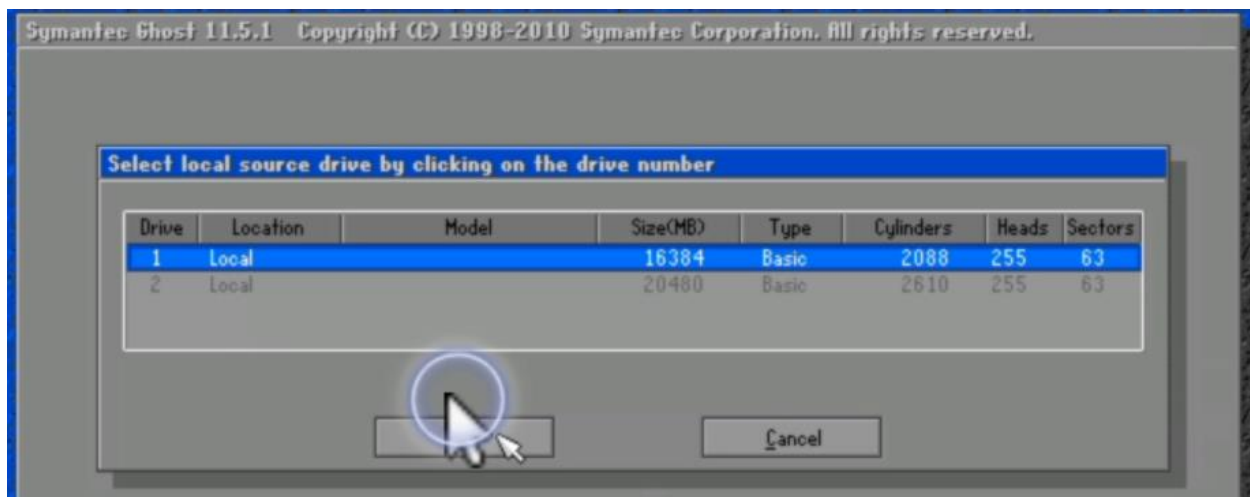 Symantec Ghost 11.5.1 Copyright (C) 1998-2010 Symantec Corporation. All rights reserved.
Select local source drive by clicking on the drive number
Drive Location Model Size(MB) Type Cylinders Heads Sectors
1 Local 16384 Basic 2088 255 63
2 Local 20480 Basic 2610 255 63
Cancel